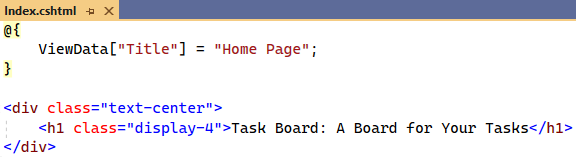 Index.cshtml
@{
    ViewData["Title"] = "Home Page";
}
<div class="text-center">
    <h1 class="display-4">Task Board: A Board for Your Tasks</h1>
</div>